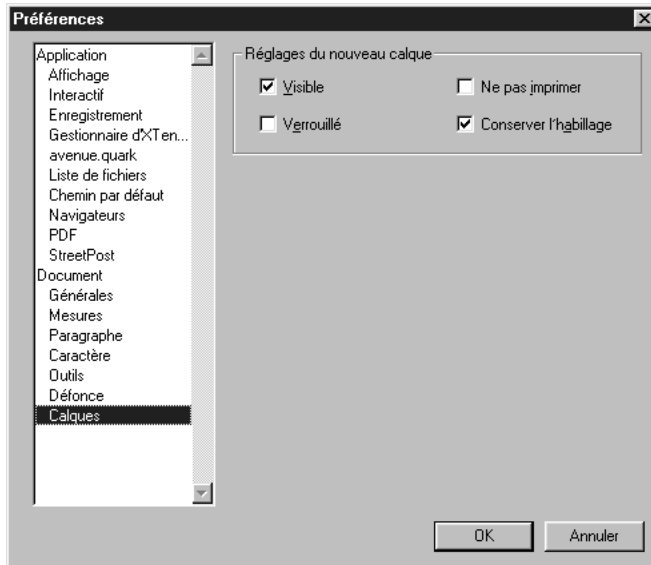 Préférences
Application
Affichage
Interactif
Enregistrement
Gestionnaire d'XTen...
avenue.quark
Liste de fichiers
Chemin par défaut
Navigateurs
PDF
StreetPost
Document
Générales
Mesures
Paragraphe
Caractère
Outils
Défonce
Calques
Réglages du nouveau calque
Visible
Ne pas imprimer
Verrouillé
Conserver l'habillage
OK
Annuler